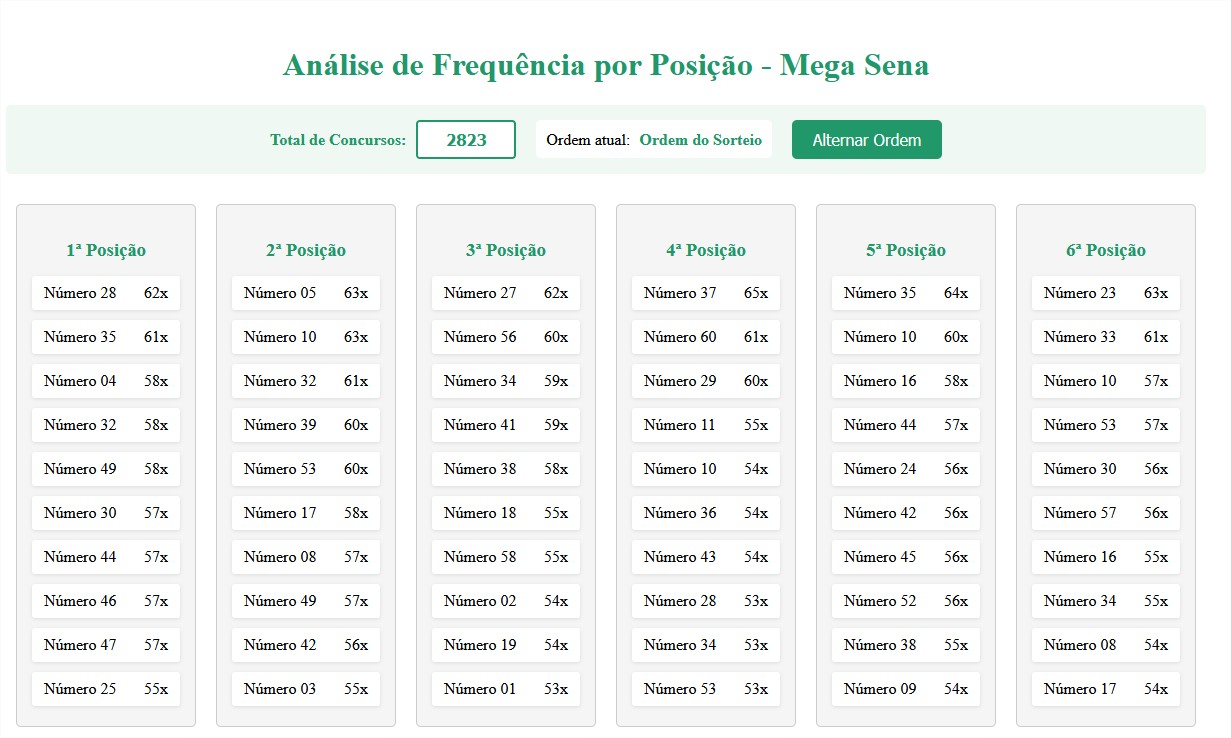 Análise de Frequência por Posição - Mega Sena
Total de Concursos: 2823 Ordem atual: Ordem do Sorteio Alternar Ordem
1ª Posição
Número 28 62x
Número 35 61x
Número 04 58x
Número 32 58x
Número 49 58x
Número 30 57x
Número 44 57x
Número 46 57x
Número 47 57x
Número 25 55x
2ª Posição
Número 05 63x
Número 10 63x
Número 32 61x
Número 39 60x
Número 53 60x
Número 17 58x
Número 08 57x
Número 49 57x
Número 42 56x
Número 03 55x
3ª Posição
Número 27 62x
Número 56 60x
Número 34 59x
Número 41 59x
Número 38 58x
Número 18 55x
Número 58 55x
Número 02 54x
Número 19 54x
Número 01 53x
4ª Posição
Número 37 65x
Número 60 61x
Número 29 60x
Número 11 55x
Número 10 54x
Número 36 54x
Número 43 54x
Número 28 53x
Número 34 53x
Número 53 53x
5ª Posição
Número 35 64x
Número 10 60x
Número 16 58x
Número 44 57x
Número 24 56x
Número 42 56x
Número 45 56x
Número 52 56x
Número 38 55x
Número 09 54x
6ª Posição
Número 23 63x
Número 33 61x
Número 10 57x
Número 53 57x
Número 30 56x
Número 57 56x
Número 16 55x
Número 34 55x
Número 08 54x
Número 17 54x